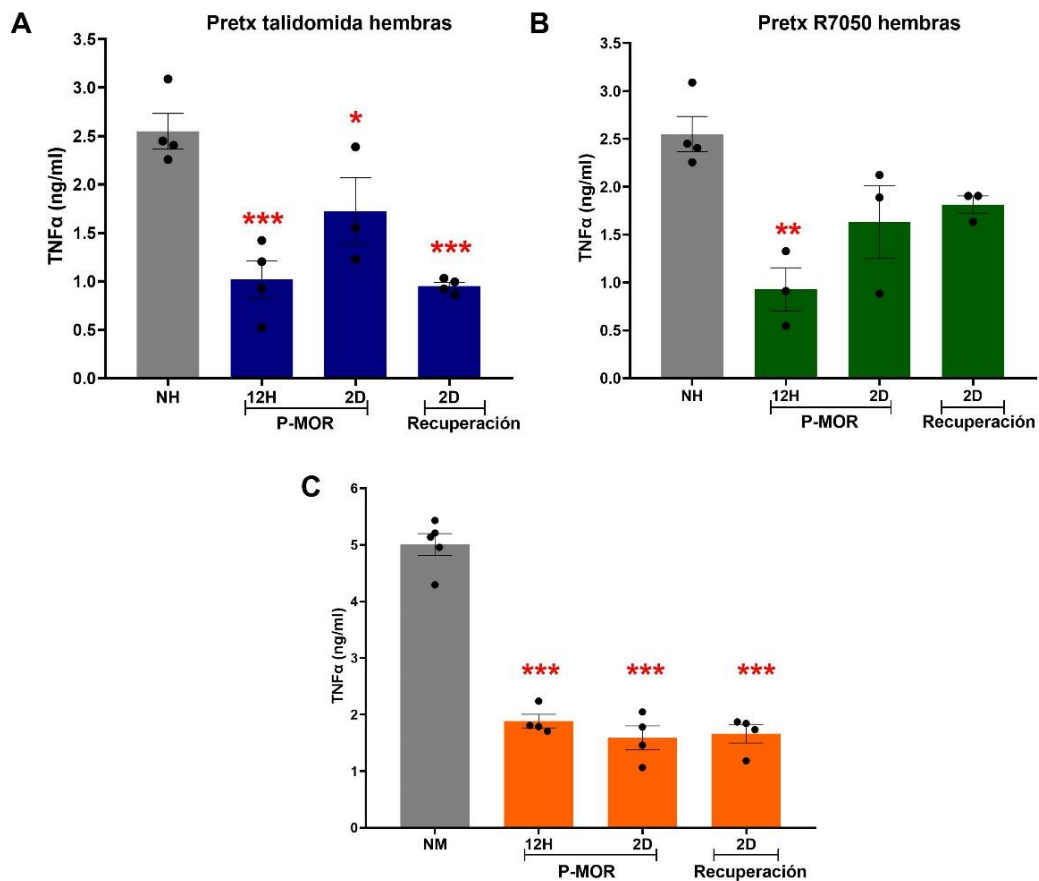 A
Pretx talidomida hembras
TNFα (ng/ml)
3.5
3.0
2.5
2.0
1.5
1.0
0.5
0.0
***
*
***
NH
12H
2D
2D
P-MOR
Recuperación
B
Pretx R7050 hembras
TNFα (ng/ml)
3.5
3.0
2.5
2.0
1.5
1.0
0.5
0.0
**
NH
12H
2D
2D
P-MOR
Recuperación
C
TNFα (ng/ml)
6
5
4
3
2
1
0
***
***
***
NM
12H
2D
2D
P-MOR
Recuperación